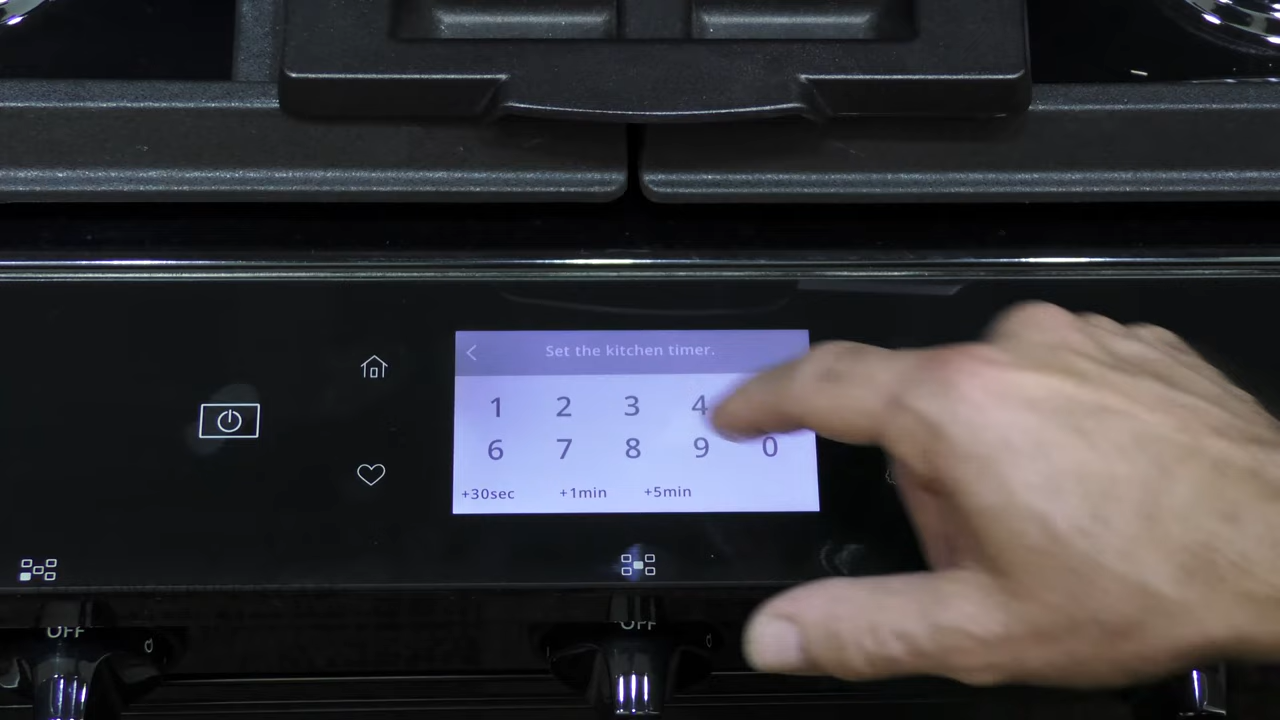 Set the kitchen timer.
1 2 3 4
6 7 8 9 0
+30sec +1min +5min
OFF OFF